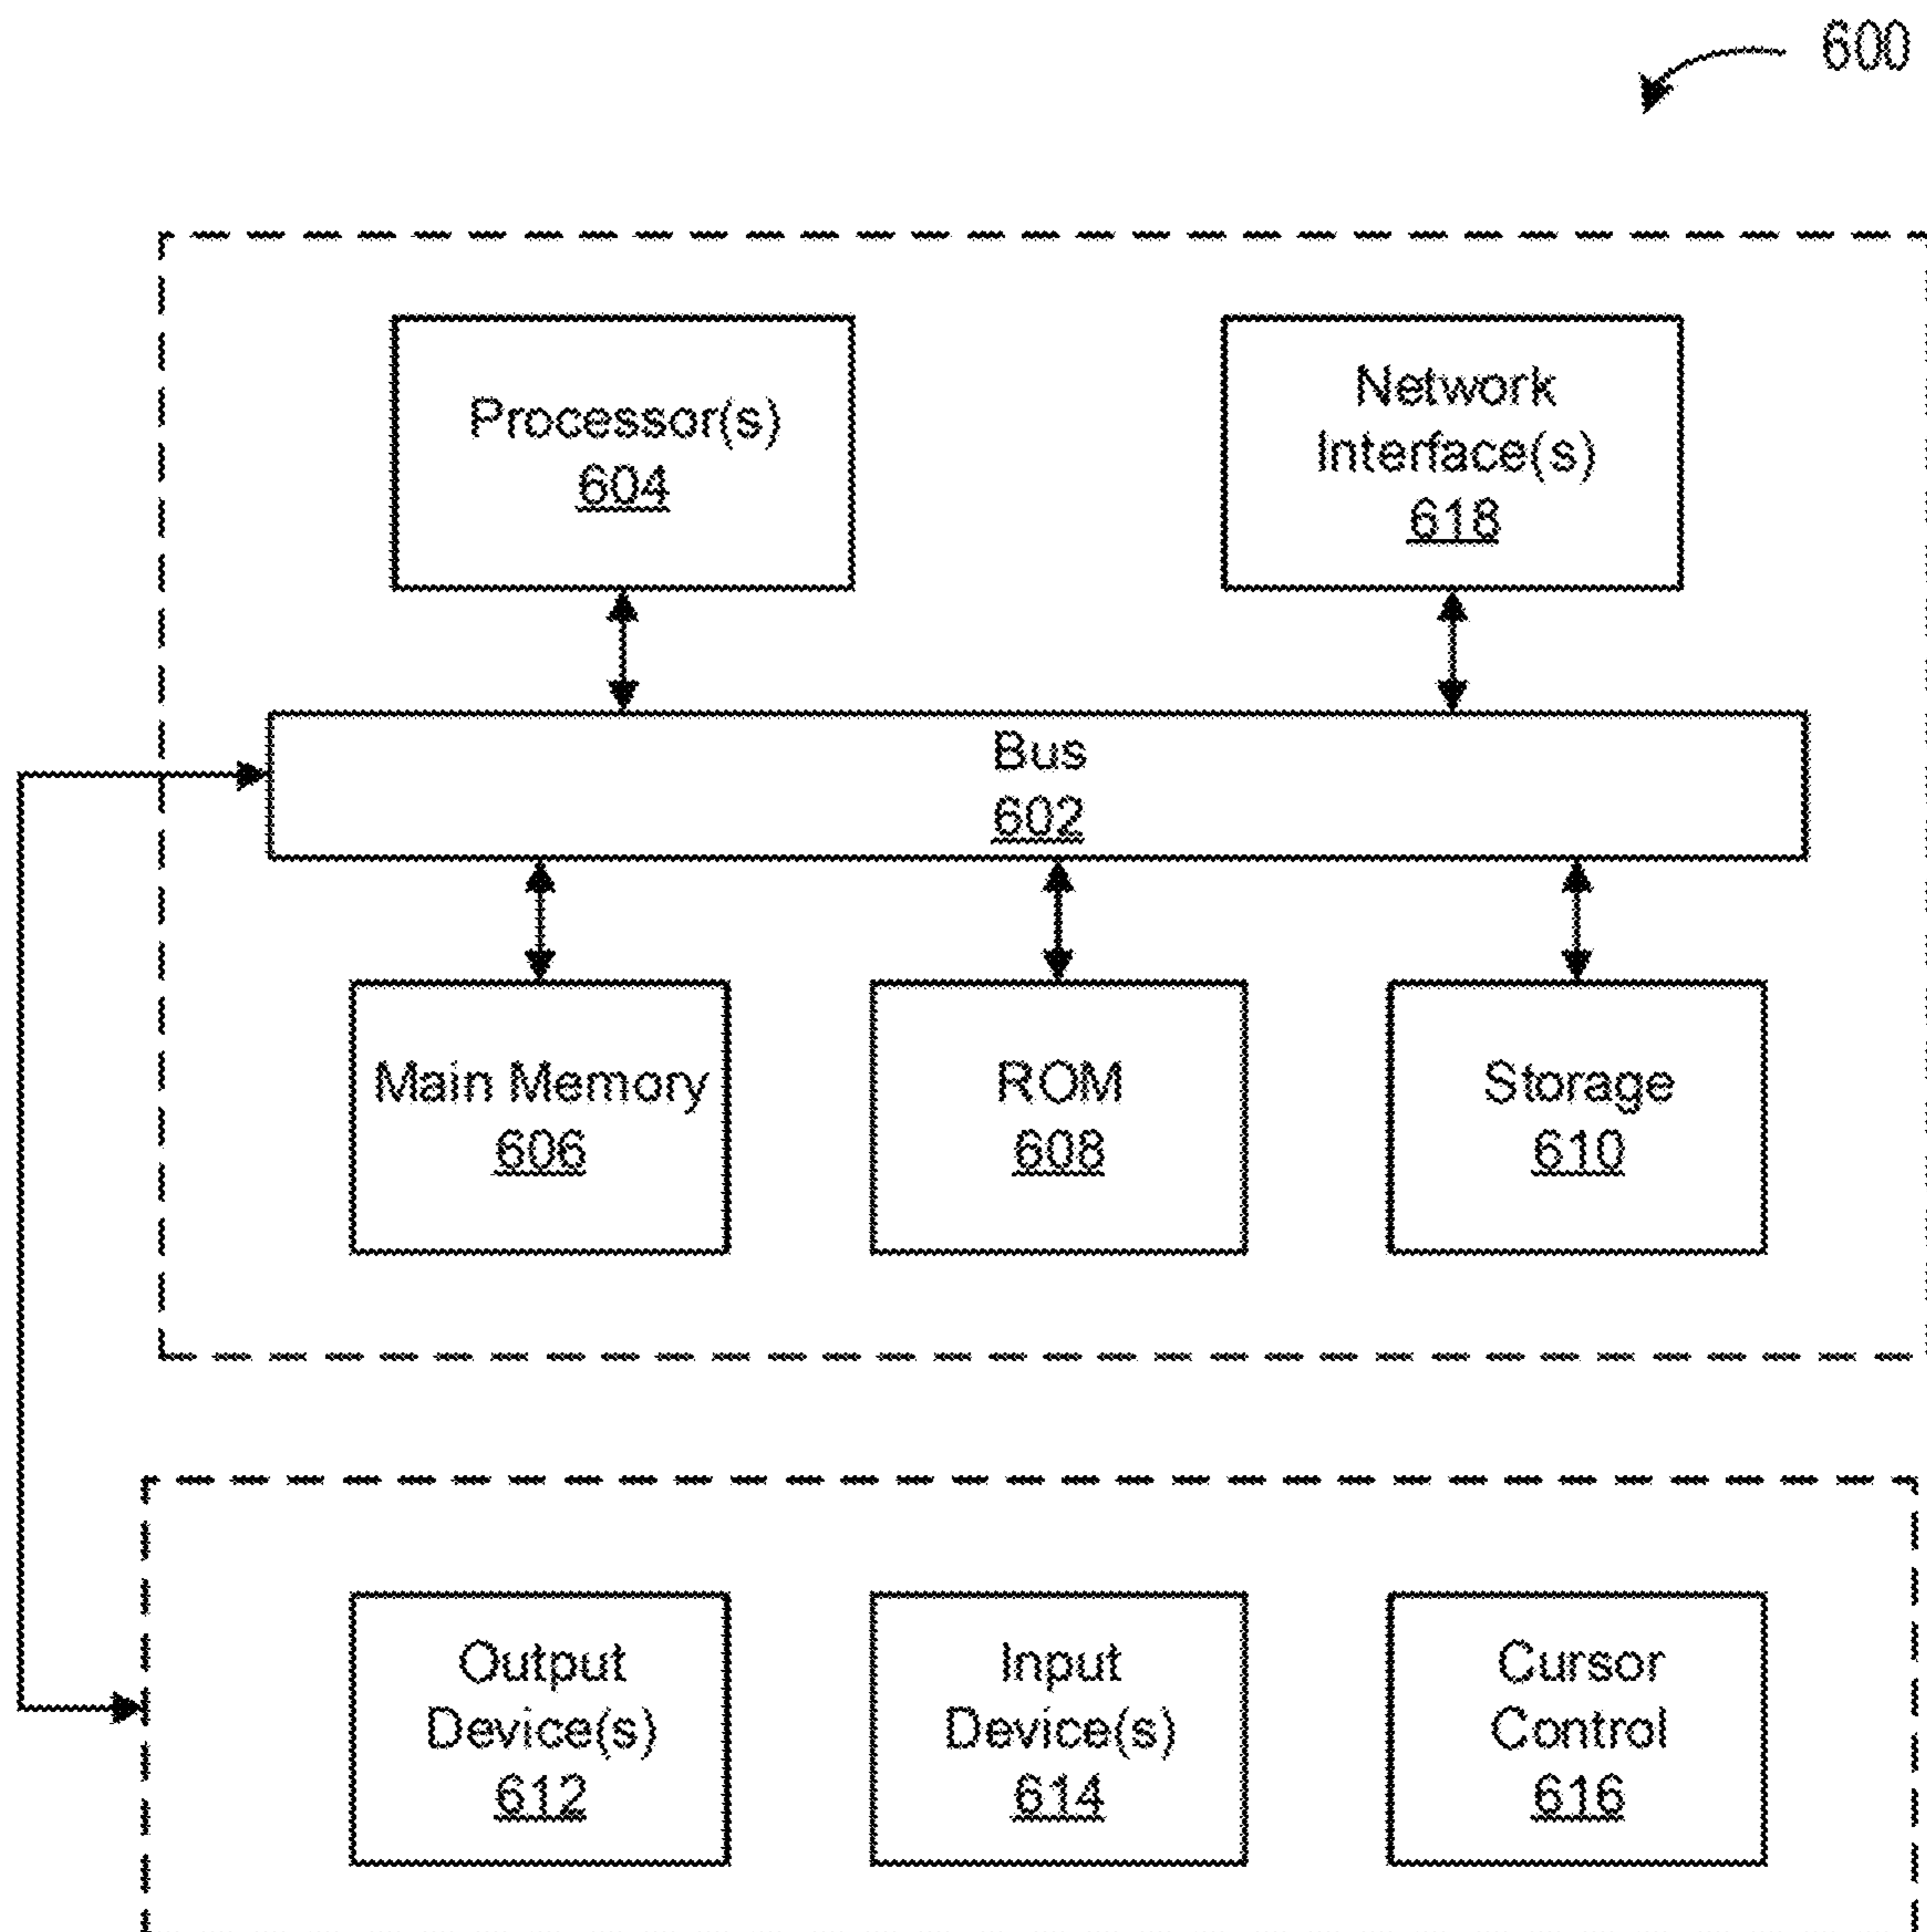 600
Processor(s)
604
Network
Interface(s)
618
Bus
602
Main Memory
606
ROM
608
Storage
610
Output
Device(s)
612
Input
Device(s)
614
Cursor
Control
616